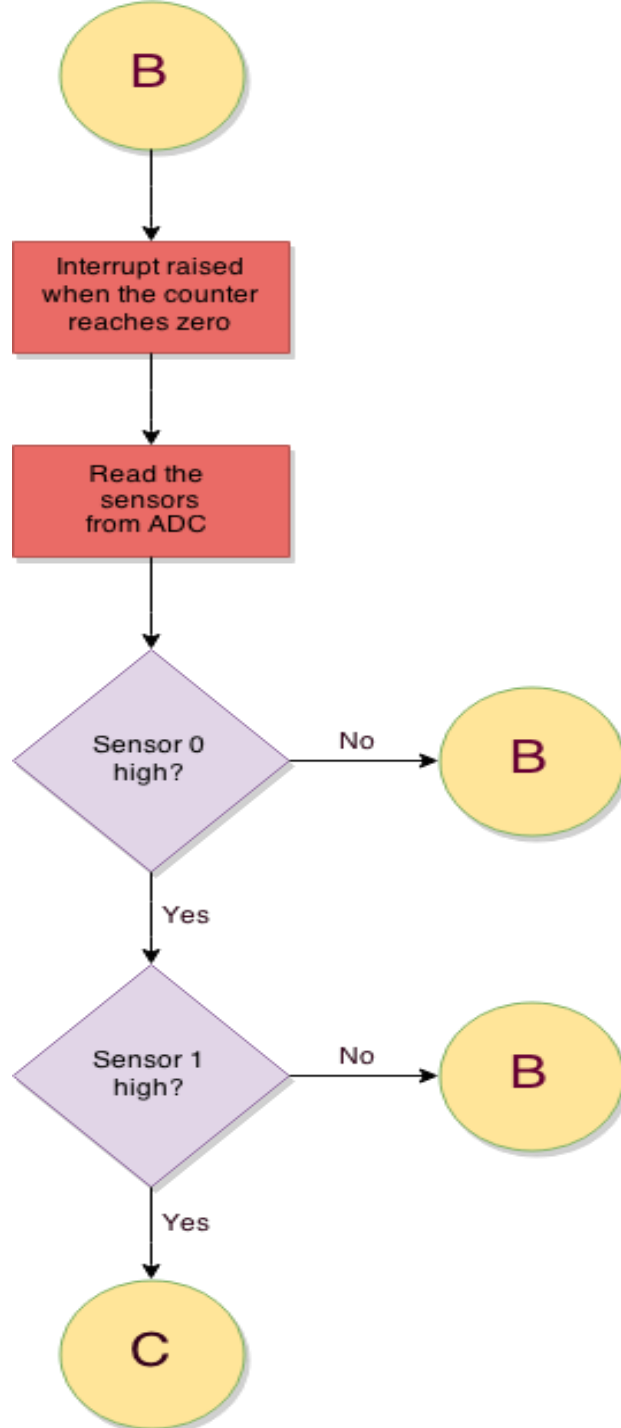 B
Interrupt raised
when the counter
reaches zero
Read the
sensors
from ADC
Sensor 0
high?
No
B
Yes
Sensor 1
high?
No
B
Yes
C